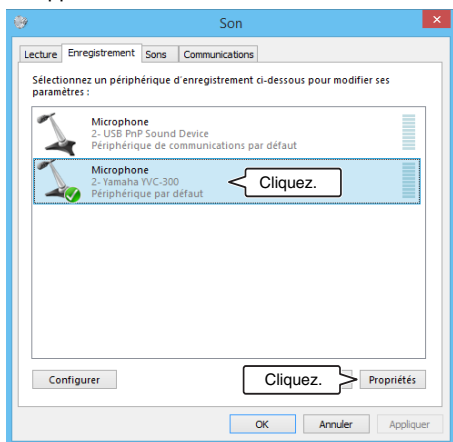 Son
Lecture Enregistrement Sons Communications
Sélectionnez un périphérique d'enregistrement ci-dessous pour modifier ses
paramètres :
Microphone
2- USB PnP Sound Device
Périphérique de communications par défaut
Microphone
2- Yamaha YVC-300
Périphérique par défaut
Cliquez.
Configurer
Cliquez.
Propriétés
OK Annuler Appliquer